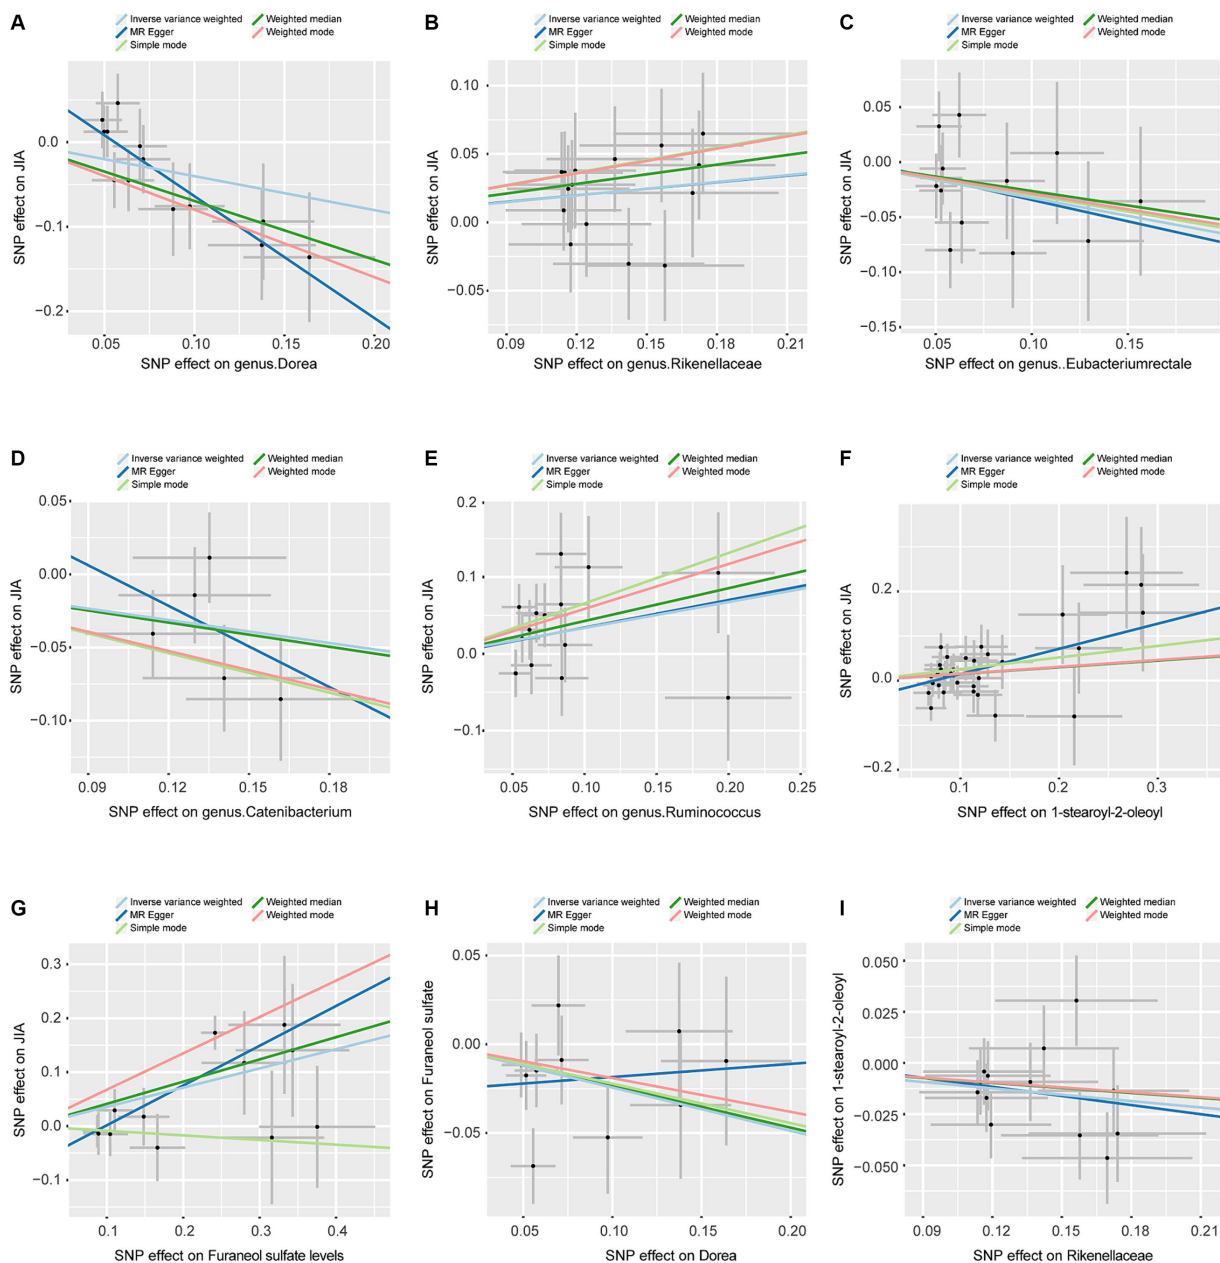 A
Inverse variance weighted Weighted median
MR Egger Weighted mode
Simple mode
SNP effect on JIA
0.0
−0.1
−0.2
0.05 0.10 0.15 0.20
SNP effect on genus.Dorea
B
Inverse variance weighted Weighted median
MR Egger Weighted mode
Simple mode
SNP effect on JIA
0.10
0.05
0.00
−0.05
0.09 0.12 0.15 0.18 0.21
SNP effect on genus.Rikenellaceae
C
Inverse variance weighted Weighted median
MR Egger Weighted mode
Simple mode
SNP effect on JIA
0.05
0.00
−0.05
−0.10
−0.15
0.05 0.10 0.15
SNP effect on genus..Eubacteriumrectale
D
Inverse variance weighted Weighted median
MR Egger Weighted mode
Simple mode
SNP effect on JIA
0.05
0.00
−0.05
−0.10
0.09 0.12 0.15 0.18
SNP effect on genus.Catenibacterium
E
Inverse variance weighted Weighted median
MR Egger Weighted mode
Simple mode
SNP effect on JIA
0.2
0.1
0.0
−0.1
0.05 0.10 0.15 0.20 0.25
SNP effect on genus.Ruminococcus
F
Inverse variance weighted Weighted median
MR Egger Weighted mode
Simple mode
SNP effect on JIA
0.2
0.0
−0.2
0.1 0.2 0.3
SNP effect on 1-stearoyl-2-oleoyl
G
Inverse variance weighted Weighted median
MR Egger Weighted mode
Simple mode
SNP effect on JIA
0.3
0.2
0.1
0.0
−0.1
0.1 0.2 0.3 0.4
SNP effect on Furaneol sulfate levels
H
Inverse variance weighted Weighted median
MR Egger Weighted mode
Simple mode
SNP effect on Furaneol sulfate
0.05
0.00
−0.05
0.05 0.10 0.15 0.20
SNP effect on Dorea
I
Inverse variance weighted Weighted median
MR Egger Weighted mode
Simple mode
SNP effect on 1-stearoyl-2-oleoyl
0.050
0.025
−0.000
−0.025
−0.050
0.09 0.12 0.15 0.18 0.21
SNP effect on Rikenellaceae